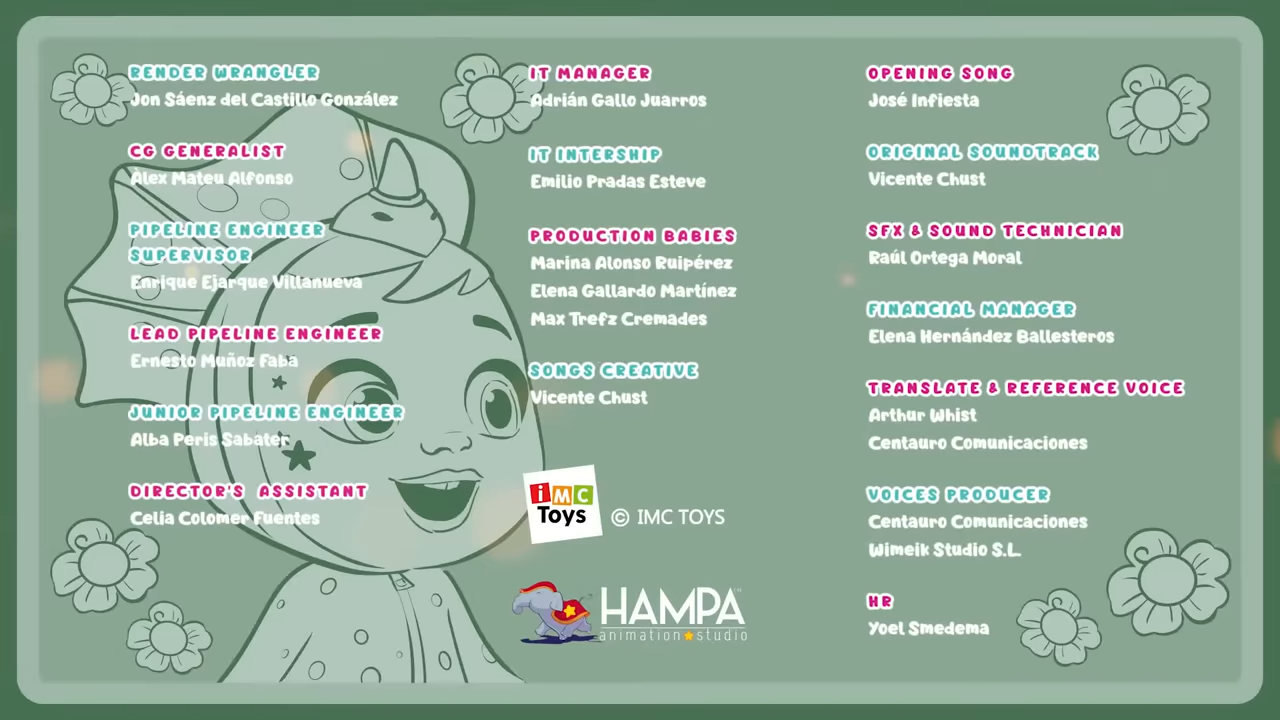 RENDER WRANGLER
Jon Sáenz del Castillo González
CG GENERALIST
Àlex Mateu Alfonso
PIPELINE ENGINEER
SUPERVISOR
Enrique Ejarque Villanueva
LEAD PIPELINE ENGINEER
Ernesto Muñoz Faba
JUNIOR PIPELINE ENGINEER
Alba Peris Sabater
DIRECTOR'S ASSISTANT
Celia Colomer Fuentes
IT MANAGER
Adrián Gallo Juarros
IT INTERSHIP
Emilio Pradas Esteve
PRODUCTION BABIES
Marina Alonso Ruipérez
Elena Gallardo Martínez
Max Trefz Cremades
SONGS CREATIVE
Vicente Chust
iMC
Toys
© IMC TOYS
HAMPA
animation studio
OPENING SONG
José Infiesta
ORIGINAL SOUNDTRACK
Vicente Chust
SFX & SOUND TECHNICIAN
Raúl Ortega Moral
FINANCIAL MANAGER
Elena Hernández Ballesteros
TRANSLATE & REFERENCE VOICE
Arthur Whist
Centauro Comunicaciones
VOICES PRODUCER
Centauro Comunicaciones
Wimeik Studio S.L.
HR
Yoel Smedema